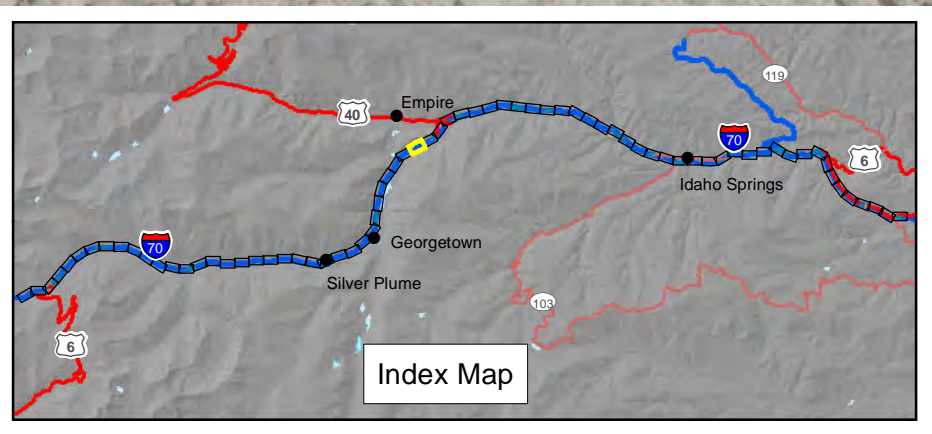 119
40
Empire
70
6
Idaho Springs
Georgetown
70
Silver Plume
103
6
Index Map